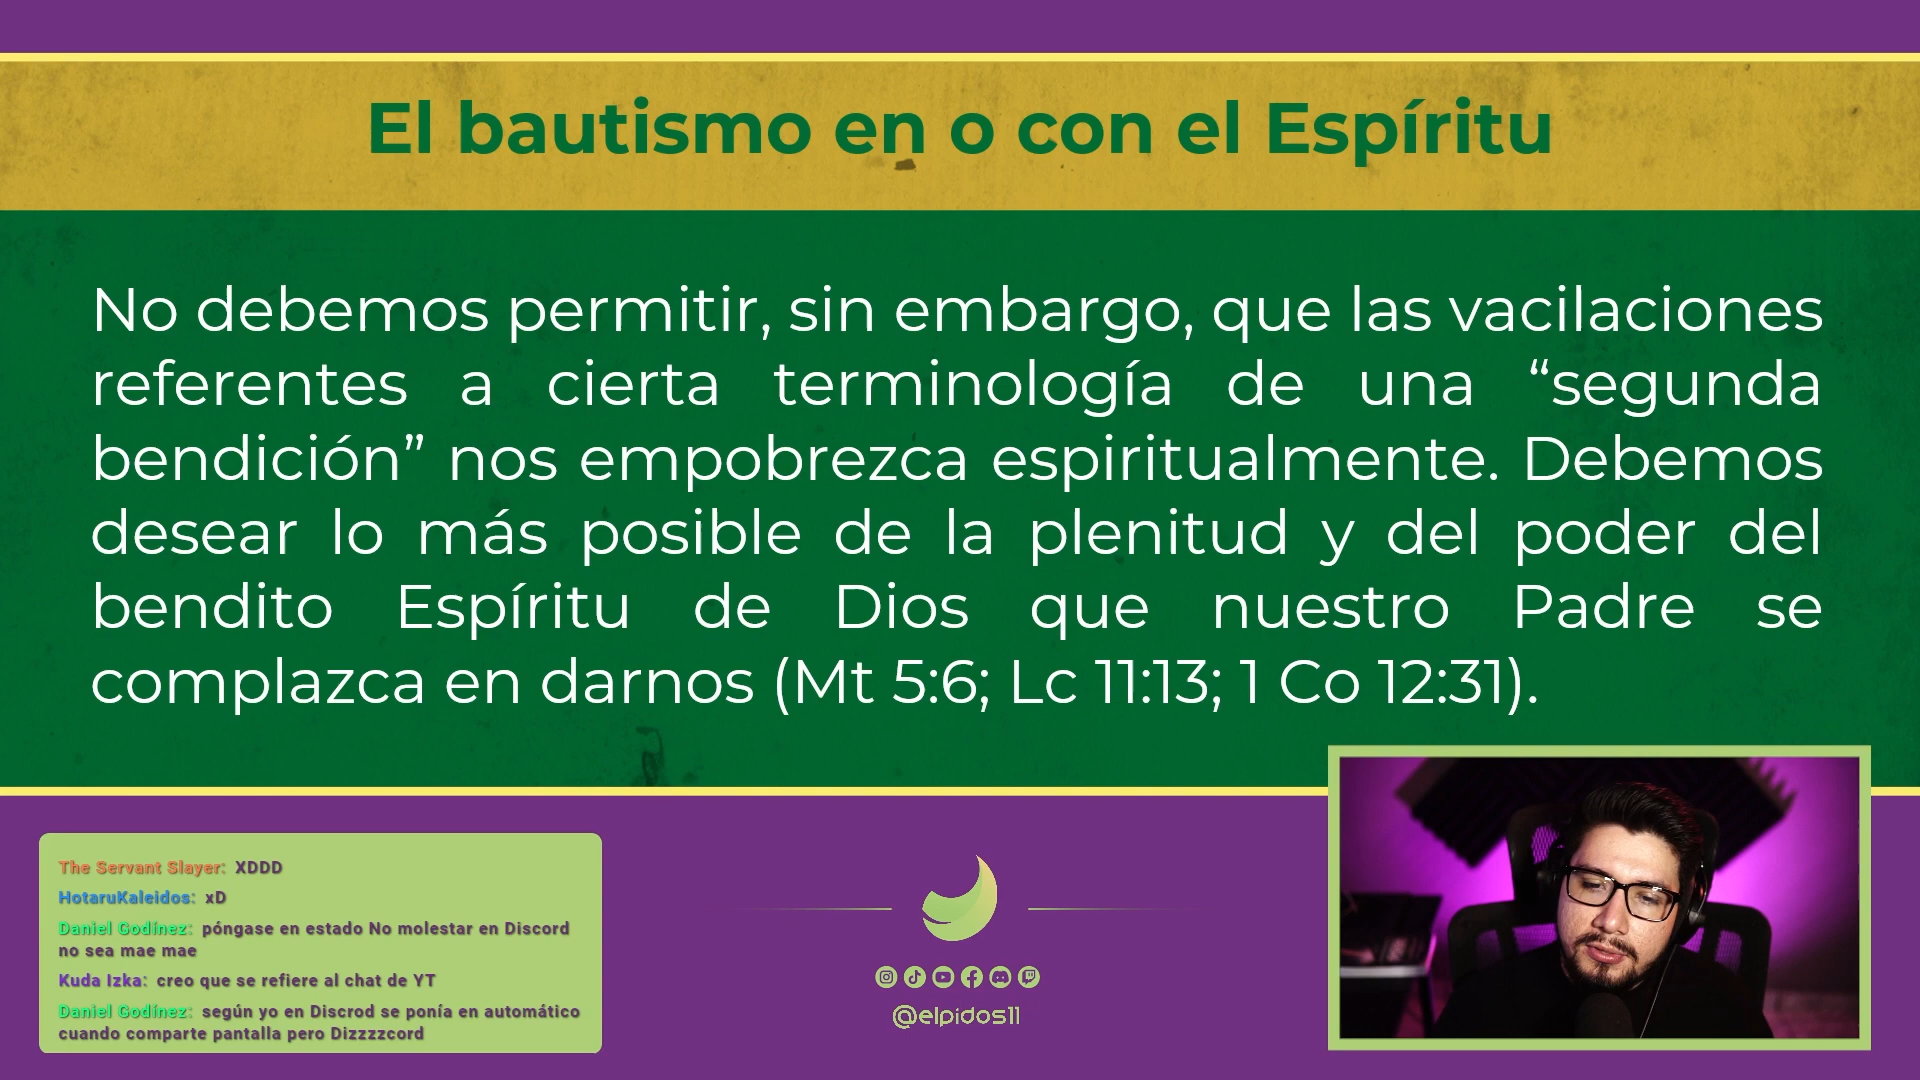 El bautismo en o con el Espíritu
No debemos permitir, sin embargo, que las vacilaciones
referentes a cierta terminología de una “segunda
bendición” nos empobrezca espiritualmente. Debemos
desear lo más posible de la plenitud y del poder del
bendito Espíritu de Dios que nuestro Padre se
complazca en darnos (Mt 5:6; Lc 11:13; 1 Co 12:31).
The Servant Slayer: XDDD
HotaruKaleidos: xD
Daniel Godínez: póngase en estado No molestar en Discord
no sea mae mae
Kuda Izka: creo que se refiere al chat de YT
Daniel Godínez: según yo en Discrod se ponía en automático
cuando comparte pantalla pero Dizzzzcord
@elpidos11